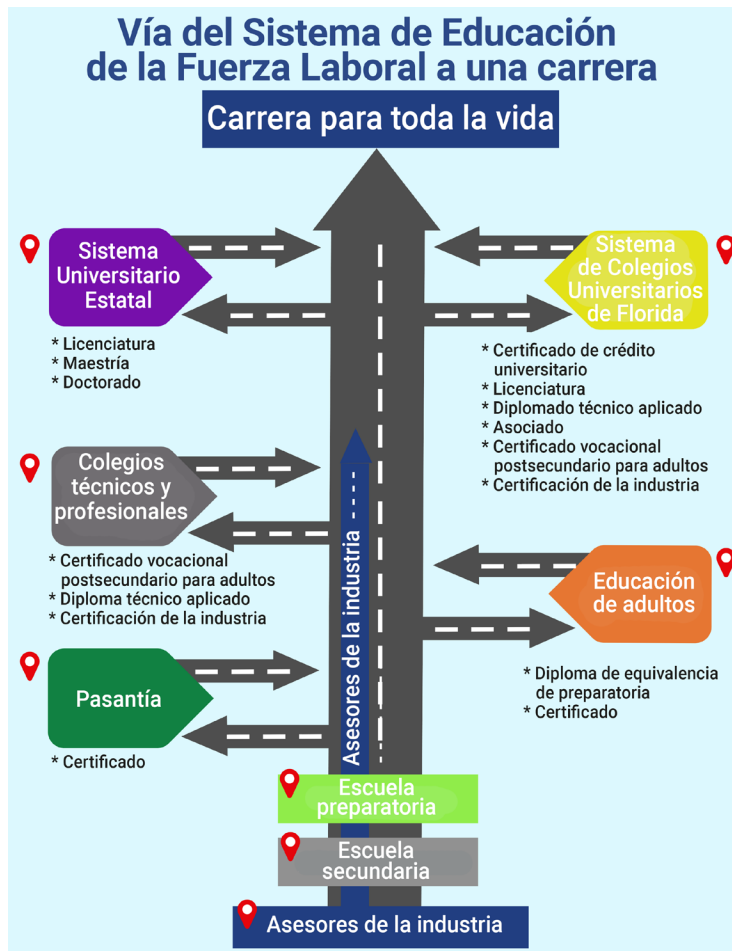 Vía del Sistema de Educación
de la Fuerza Laboral a una carrera
Carrera para toda la vida
Sistema
Universitario
Estatal
* Licenciatura
* Maestría
* Doctorado
Sistema
de Colegios
Universitarios
de Florida
* Certificado de crédito
universitario
* Licenciatura
* Diplomado técnico aplicado
* Asociado
* Certificado vocacional
postsecundario para adultos
* Certificación de la industria
Colegios
técnicos y
profesionales
* Certificado vocacional
postsecundario para adultos
* Diploma técnico aplicado
* Certificación de la industria
Educación
de adultos
* Diploma de equivalencia
de preparatoria
* Certificado
Pasantía
* Certificado
Asesores de la industria
Escuela
preparatoria
Escuela
secundaria
Asesores de la industria